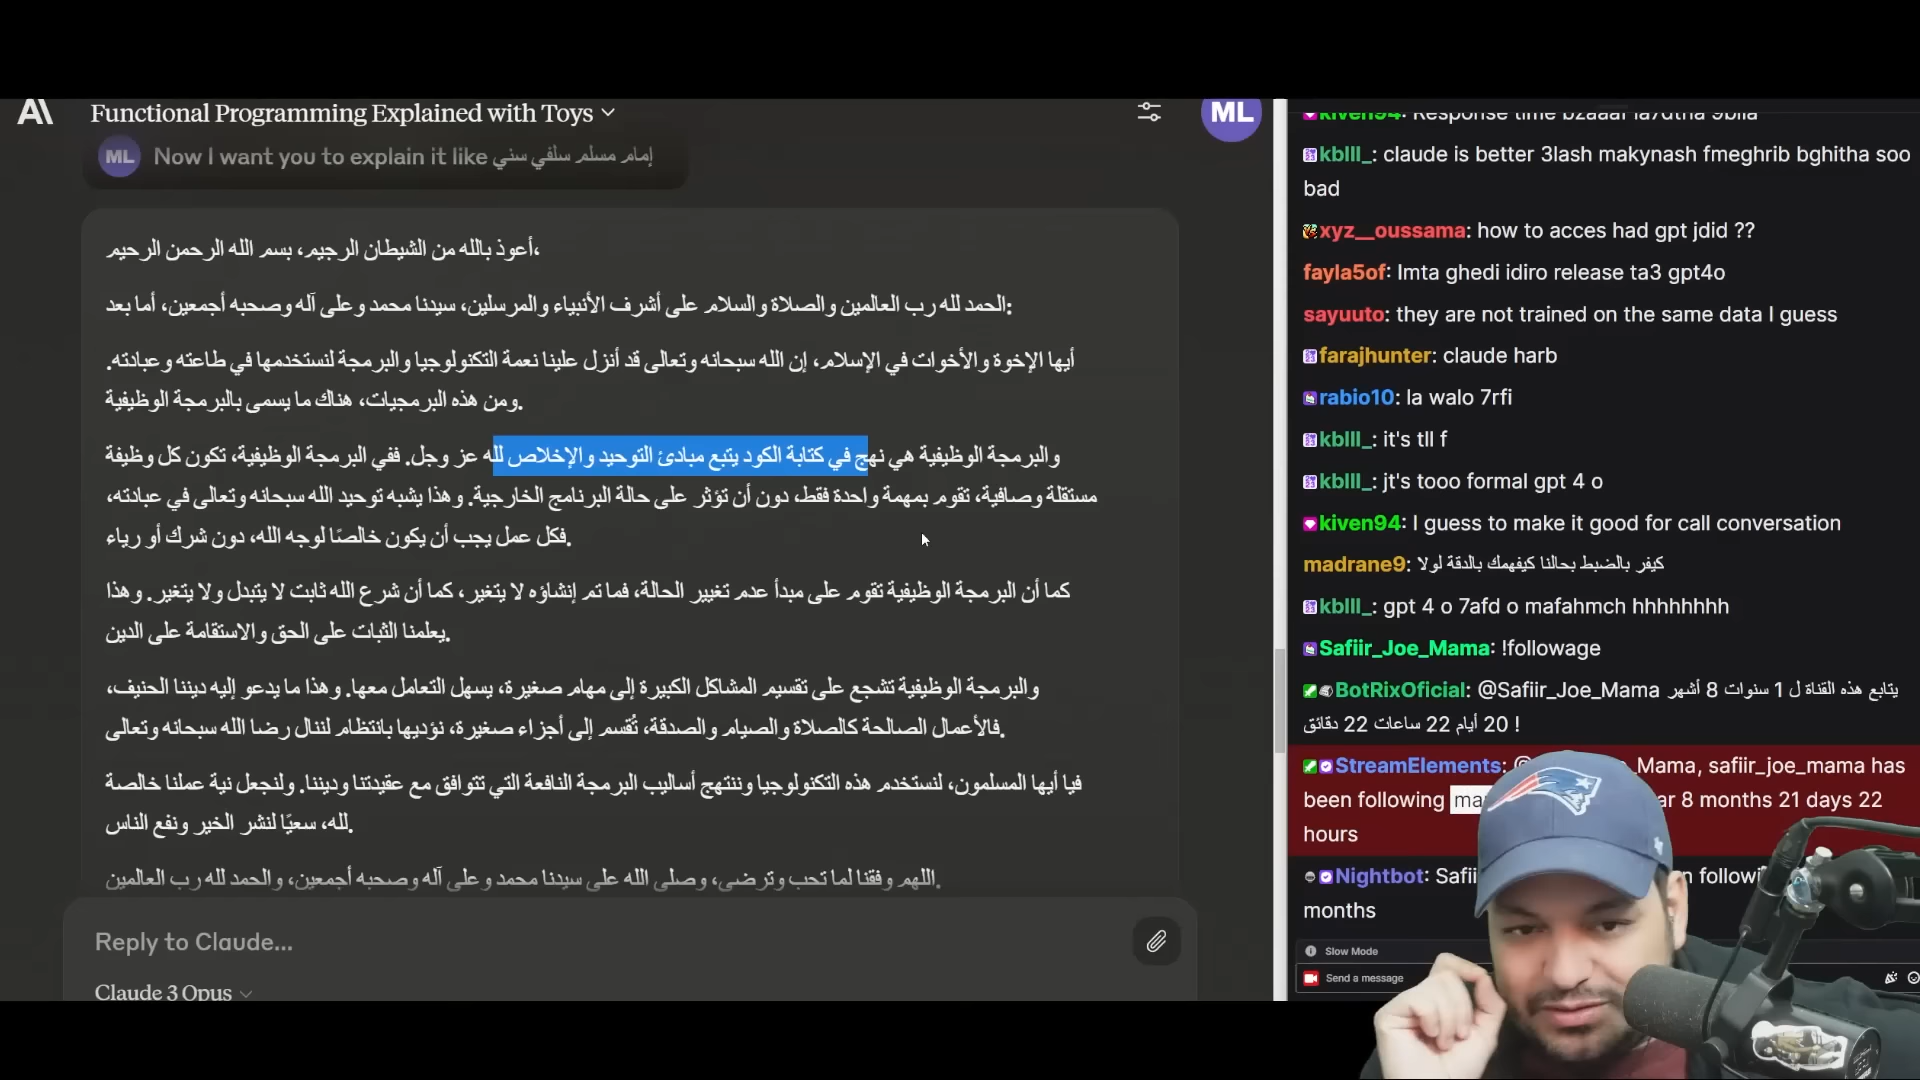 Functional Programming Explained with Toys
ML
ML
Now I want you to explain it like إمام مسلم سلفي سني
أعوذ بالله من الشيطان الرجيم، بسم الله الرحمن الرحيم،
الحمد لله رب العالمين والصلاة والسلام على أشرف الأنبياء والمرسلين، سيدنا محمد وعلى آله وصحبه أجمعين، أما بعد:
أيها الإخوة والأخوات في الإسلام، إن الله سبحانه وتعالى قد أنزل علينا نعمة التكنولوجيا والبرمجة لنستخدمها في طاعته وعبادته.
ومن هذه البرمجيات، هناك ما يسمى بالبرمجة الوظيفية.
والبرمجة الوظيفية هي نهج في كتابة الكود يتبع مبادئ التوحيد والإخلاص لله عز وجل. ففي البرمجة الوظيفية، تكون كل وظيفة
مستقلة وصافية، تقوم بمهمة واحدة فقط، دون أن تؤثر على حالة البرنامج الخارجية. وهذا يشبه توحيد الله سبحانه وتعالى في عبادته،
فكل عمل يجب أن يكون خالصًا لوجه الله، دون شرك أو رياء.
كما أن البرمجة الوظيفية تقوم على مبدأ عدم تغيير الحالة، فما تم إنشاؤه لا يتغير، كما أن شرع الله ثابت لا يتبدل ولا يتغير. وهذا
يعلمنا الثبات على الحق والاستقامة على الدين.
والبرمجة الوظيفية تشجع على تقسيم المشاكل الكبيرة إلى مهام صغيرة، يسهل التعامل معها. وهذا ما يدعو إليه ديننا الحنيف،
فالأعمال الصالحة كالصلاة والصيام والصدقة، تُقسم إلى أجزاء صغيرة، نؤديها بانتظام لننال رضا الله سبحانه وتعالى.
فيا أيها المسلمون، لنستخدم هذه التكنولوجيا وننتهج أساليب البرمجة النافعة التي تتوافق مع عقيدتنا وديننا. ولنجعل نية عملنا خالصة
لله، سعيًا لنشر الخير ونفع الناس.
اللهم وفقنا لما تحب وترضى، وصلى الله على سيدنا محمد وعلى آله وصحبه أجمعين، والحمد لله رب العالمين.
Reply to Claude...
Claude 3 Opus
kiven94: Response time bzaaaf la7dtha 9blla
kblll_: claude is better 3lash makynash fmeghrib bghitha soo
bad
xyz__oussama: how to acces had gpt jdid ??
fayla5of: Imta ghedi idiro release ta3 gpt4o
sayuuto: they are not trained on the same data I guess
farajhunter: claude harb
rabio10: la walo 7rfi
kblll_: it's tll f
kblll_: jt's tooo formal gpt 4 o
kiven94: I guess to make it good for call conversation
madrane9: كيفر بالضبط بحالنا كيفهمك بالدقة لولا
kblll_: gpt 4 o 7afd o mafahmch hhhhhhhh
Safiir_Joe_Mama: !followage
BotRixOficial: @Safiir_Joe_Mama يتابع هذه القناة ل 1 سنوات 8 أشهر
20 أيام 22 ساعات 22 دقائق !
StreamElements: Mama, safiir_joe_mama has
been following ar 8 months 21 days 22
hours
Nightbot: Safii n followi
months
Slow Mode
Send a message